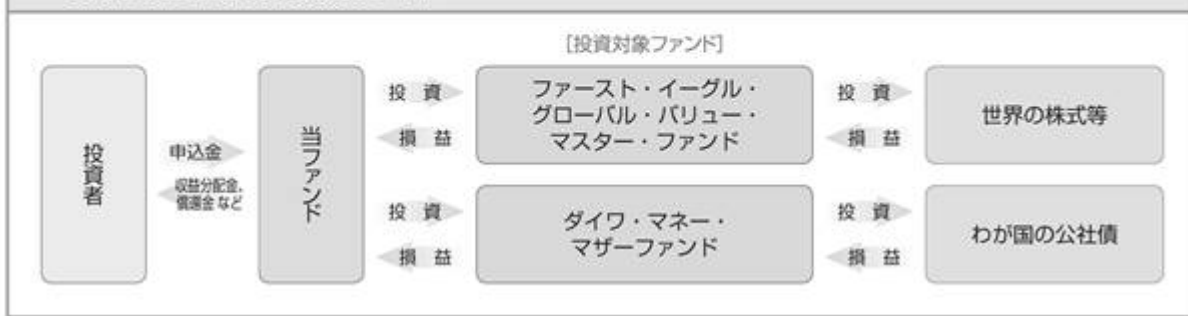 [投資対象ファンド]
投資者
申込金
収益分配金、
償還金 など
当ファンド
投 資
損 益
ファースト・イーグル・
グローバル・バリュー・
マスター・ファンド
投 資
損 益
世界の株式等
投 資
損 益
ダイワ・マネー・
マザーファンド
投 資
損 益
わが国の公社債